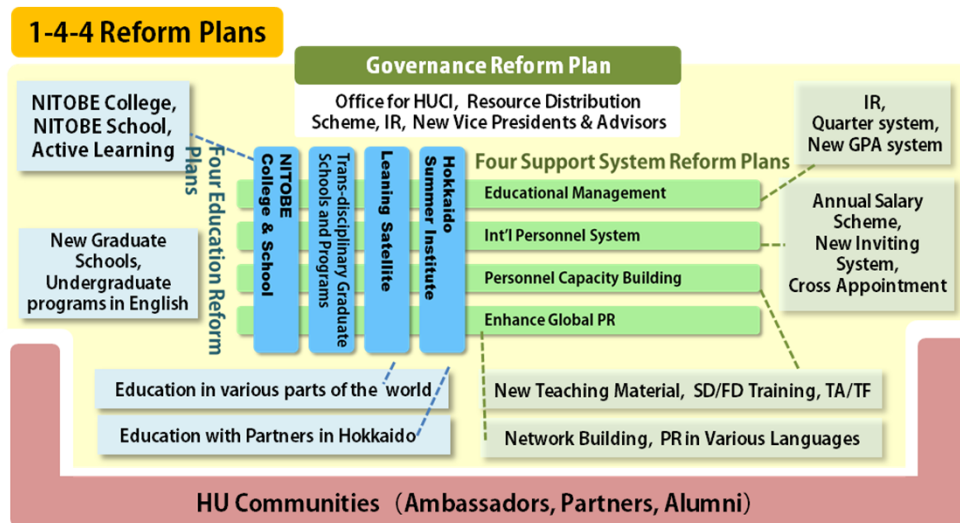 1-4-4 Reform Plans
Governance Reform Plan
Office for HUCI, Resource Distribution
Scheme, IR, New Vice Presidents & Advisors
NITOBE College,
NITOBE School,
Active Learning
Four Education Reform
Plans
New Graduate
Schools,
Undergraduate
programs in English
NITOBE
College & School
Trans-disciplinary Graduate
Schools and Programs
Leaning Satellite
Hokkaido
Summer Institute
Four Support System Reform Plans
Educational Management
Int'l Personnel System
Personnel Capacity Building
Enhance Global PR
IR,
Quarter system,
New GPA system
Annual Salary
Scheme,
New Inviting
System,
Cross Appointment
Education in various parts of the world
Education with Partners in Hokkaido
New Teaching Material, SD/FD Training, TA/TF
Network Building, PR in Various Languages
HU Communities（Ambassadors, Partners, Alumni）